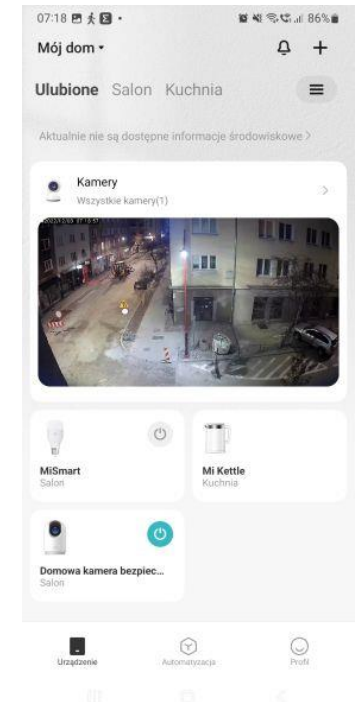 07:18
86%
Mój dom
Ulubione Salon Kuchnia
Aktualnie nie są dostępne informacje środowiskowe >
Kamery
Wszystkie kamery(1)
MiSmart
Salon
Mi Kettle
Kuchnia
Domowa kamera bezpiec...
Salon
Urządzenie
Automatyzacja
Profil